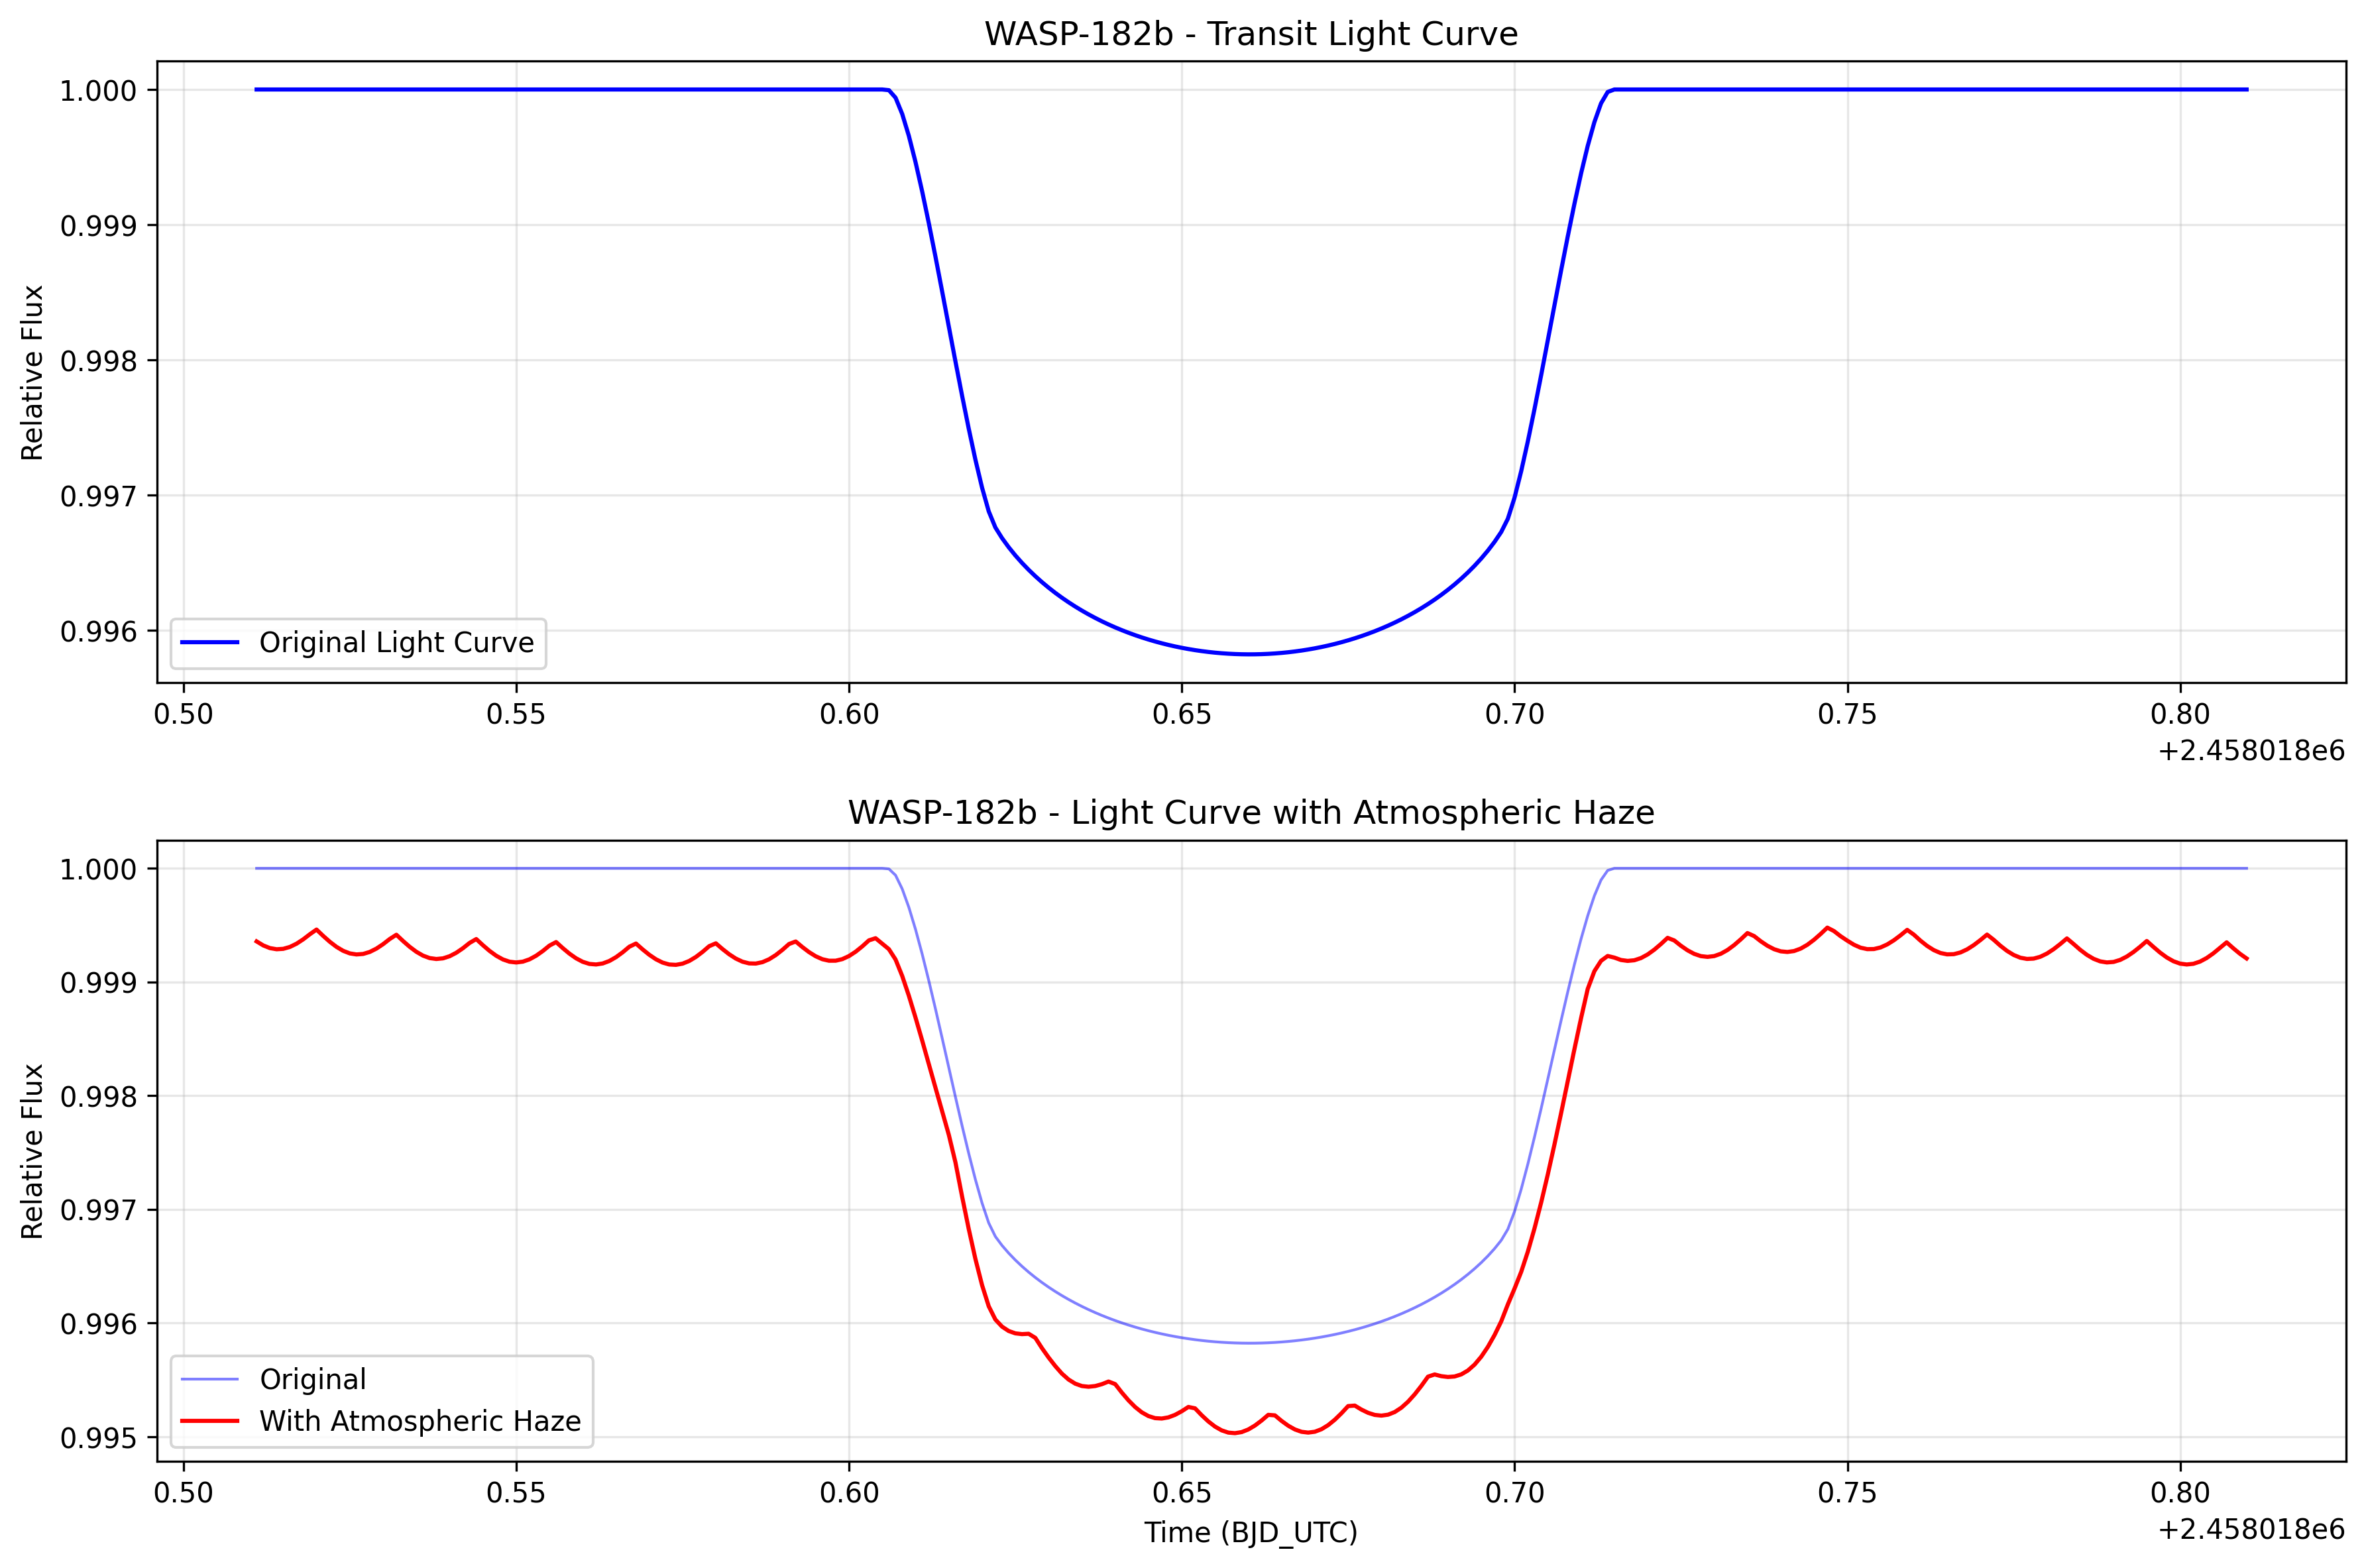 WASP-182b - Transit Light Curve
1.000
0.999
0.998
0.997
0.996
Relative Flux
Original Light Curve
0.50 0.55 0.60 0.65 0.70 0.75 0.80
+2.458018e6
WASP-182b - Light Curve with Atmospheric Haze
1.000
0.999
0.998
0.997
0.996
0.995
Relative Flux
Original
With Atmospheric Haze
0.50 0.55 0.60 0.65 0.70 0.75 0.80
Time (BJD_UTC)
+2.458018e6